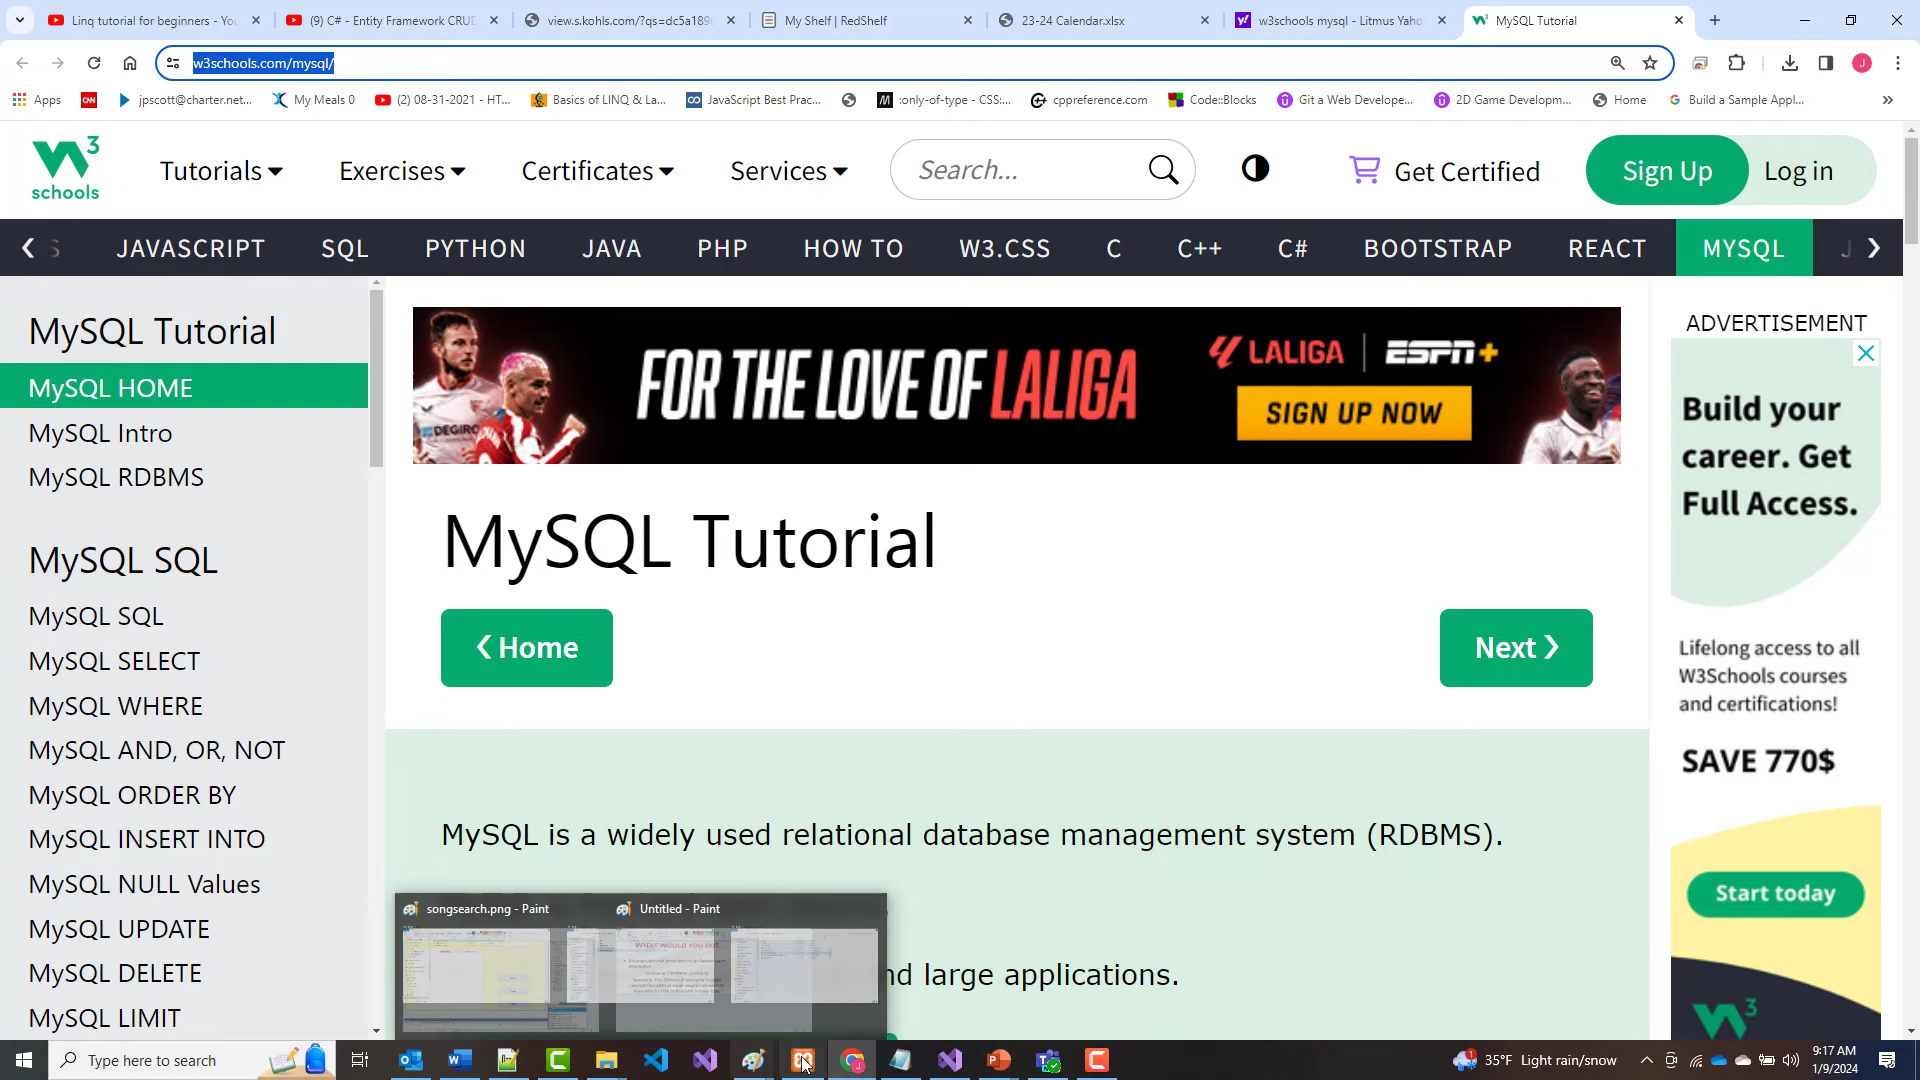 Linq tutorial for beginners - Yo
(9) C# - Entity Framework CRUD
view.s.kohls.com/?qs=dc5a189
My Shelf | RedShelf
23-24 Calendar.xlsx
w3schools mysql - Litmus Yaho
MySQL Tutorial
w3schools.com/mysql/
Apps
CNN
jpscott@charter.net...
My Meals 0
(2) 08-31-2021 - HT...
Basics of LINQ & La...
JavaScript Best Prac...
:only-of-type - CSS:...
cppreference.com
Code::Blocks
Git a Web Develope...
2D Game Developm...
Home
Build a Sample Appl...
W3 schools
Tutorials
Exercises
Certificates
Services
Search...
Get Certified
Sign Up
Log in
S JAVASCRIPT SQL PYTHON JAVA PHP HOW TO W3.CSS C C++ C# BOOTSTRAP REACT MYSQL J
MySQL Tutorial
MySQL HOME
MySQL Intro
MySQL RDBMS
MySQL SQL
MySQL SQL
MySQL SELECT
MySQL WHERE
MySQL AND, OR, NOT
MySQL ORDER BY
MySQL INSERT INTO
MySQL NULL Values
MySQL UPDATE
MySQL DELETE
MySQL LIMIT
FOR THE LOVE OF LALIGA
LALIGA | ESPN+
SIGN UP NOW
DEGIRO
MySQL Tutorial
❮ Home
Next ❯
MySQL is a widely used relational database management system (RDBMS).
nd large applications.
ADVERTISEMENT
Build your
career. Get
Full Access.
Lifelong access to all
W3Schools courses
and certifications!
SAVE 770$
Start today
W3
songsearch.png - Paint
Untitled - Paint
WHAT WOULD YOU DO?
Type here to search
35°F Light rain/snow
9:17 AM
1/9/2024